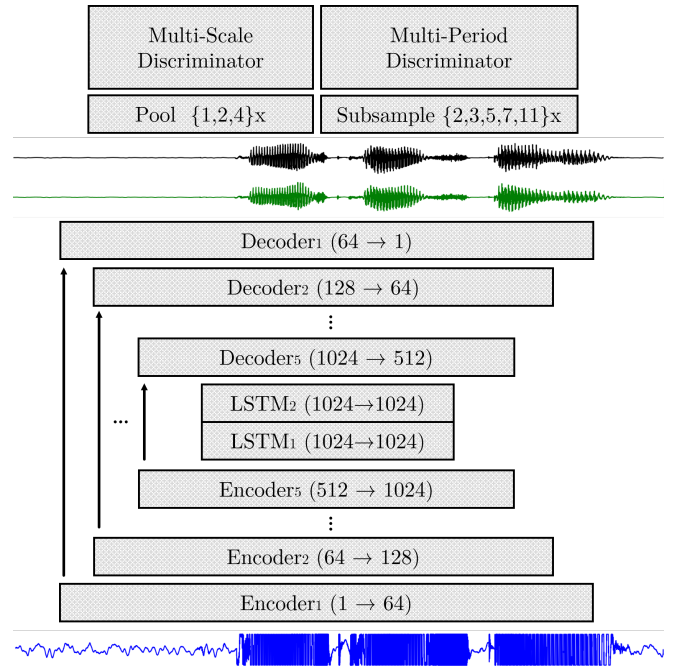 Multi-Scale
Discriminator
Multi-Period
Discriminator
Pool {1,2,4}x
Subsample {2,3,5,7,11}x
Decoder1 (64 → 1)
Decoder2 (128 → 64)
⋮
Decoder5 (1024 → 512)
LSTM2 (1024→1024)
...
LSTM1 (1024→1024)
Encoder5 (512 → 1024)
⋮
Encoder2 (64 → 128)
Encoder1 (1 → 64)